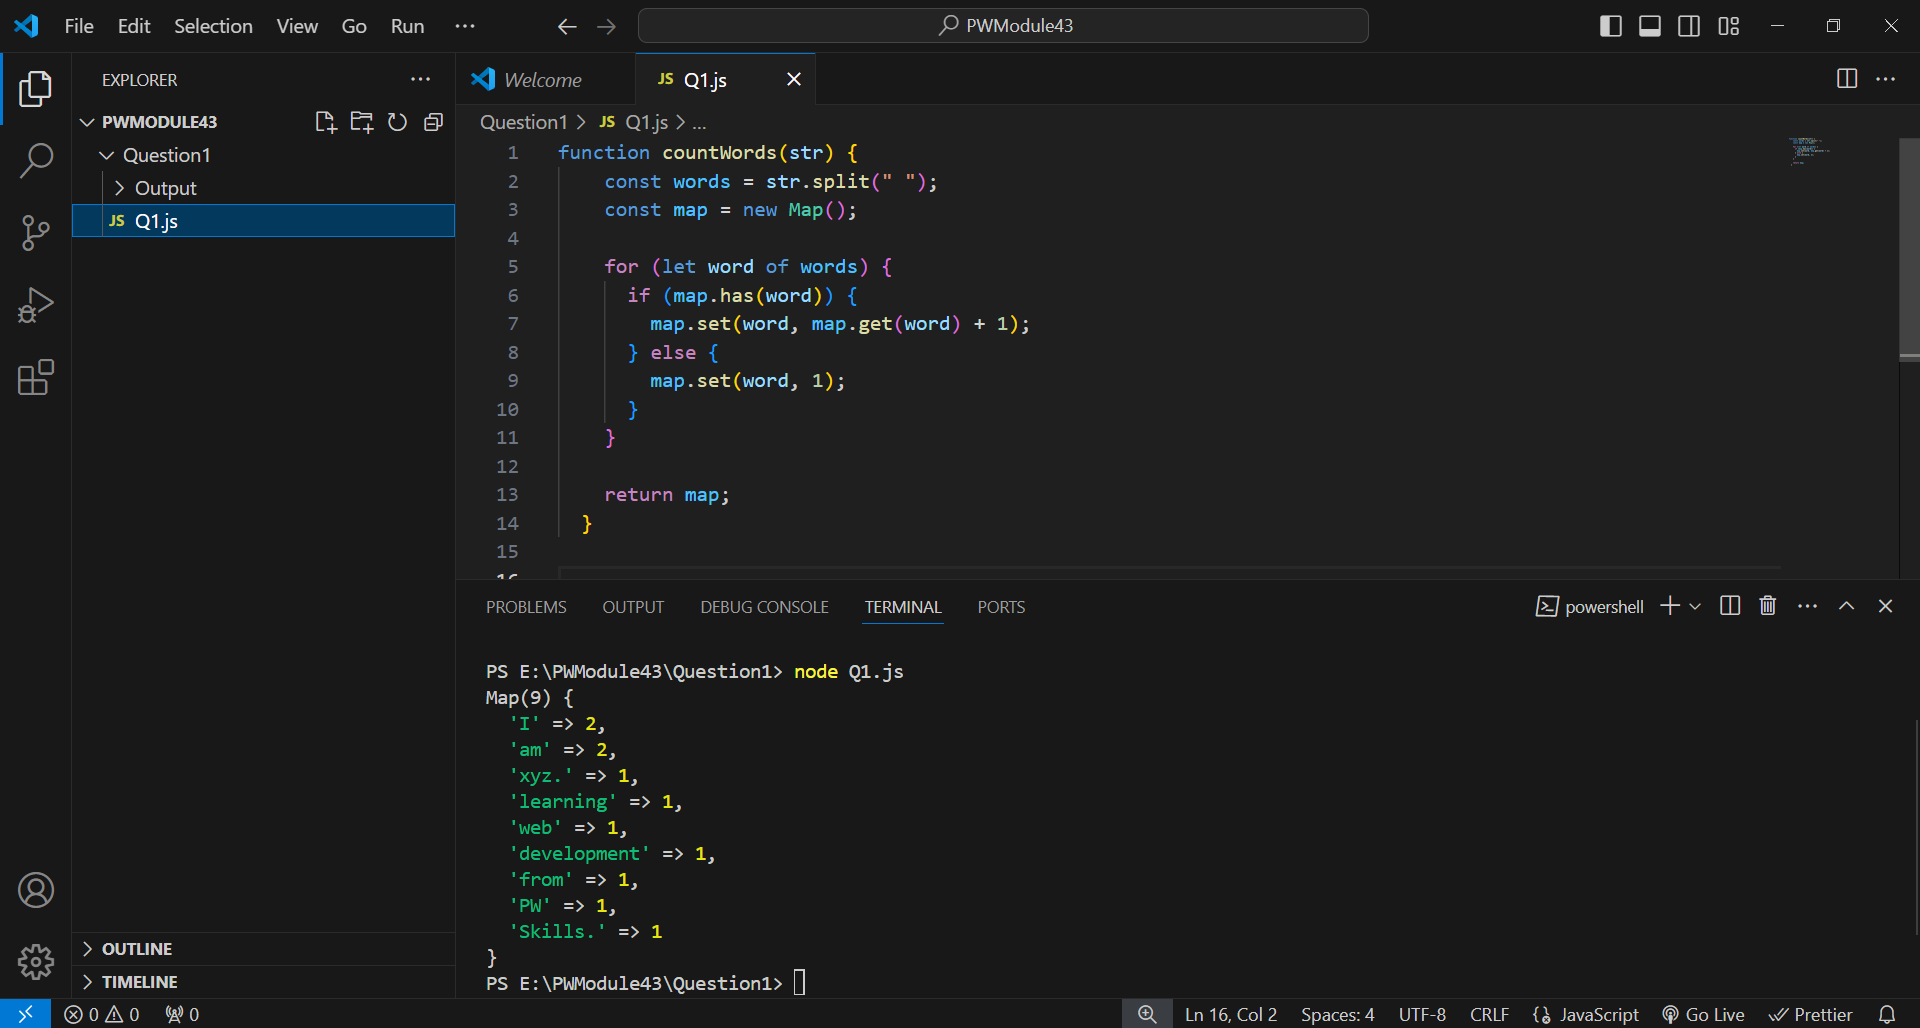 File Edit Selection View Go Run ... PWModule43
EXPLORER ...
PWMODULE43
Question1
Output
JS Q1.js
OUTLINE
TIMELINE
Welcome JS Q1.js
Question1 > JS Q1.js > ...
1 function countWords(str) {
2 const words = str.split(" ");
3 const map = new Map();
4
5 for (let word of words) {
6 if (map.has(word)) {
7 map.set(word, map.get(word) + 1);
8 } else {
9 map.set(word, 1);
10 }
11 }
12
13 return map;
14 }
15
16
PROBLEMS OUTPUT DEBUG CONSOLE TERMINAL PORTS powershell
PS E:\PWModule43\Question1> node Q1.js
Map(9) {
'I' => 2,
'am' => 2,
'xyz.' => 1,
'learning' => 1,
'web' => 1,
'development' => 1,
'from' => 1,
'PW' => 1,
'Skills.' => 1
}
PS E:\PWModule43\Question1>
0 0 0 Ln 16, Col 2 Spaces: 4 UTF-8 CRLF {} JavaScript Go Live Prettier